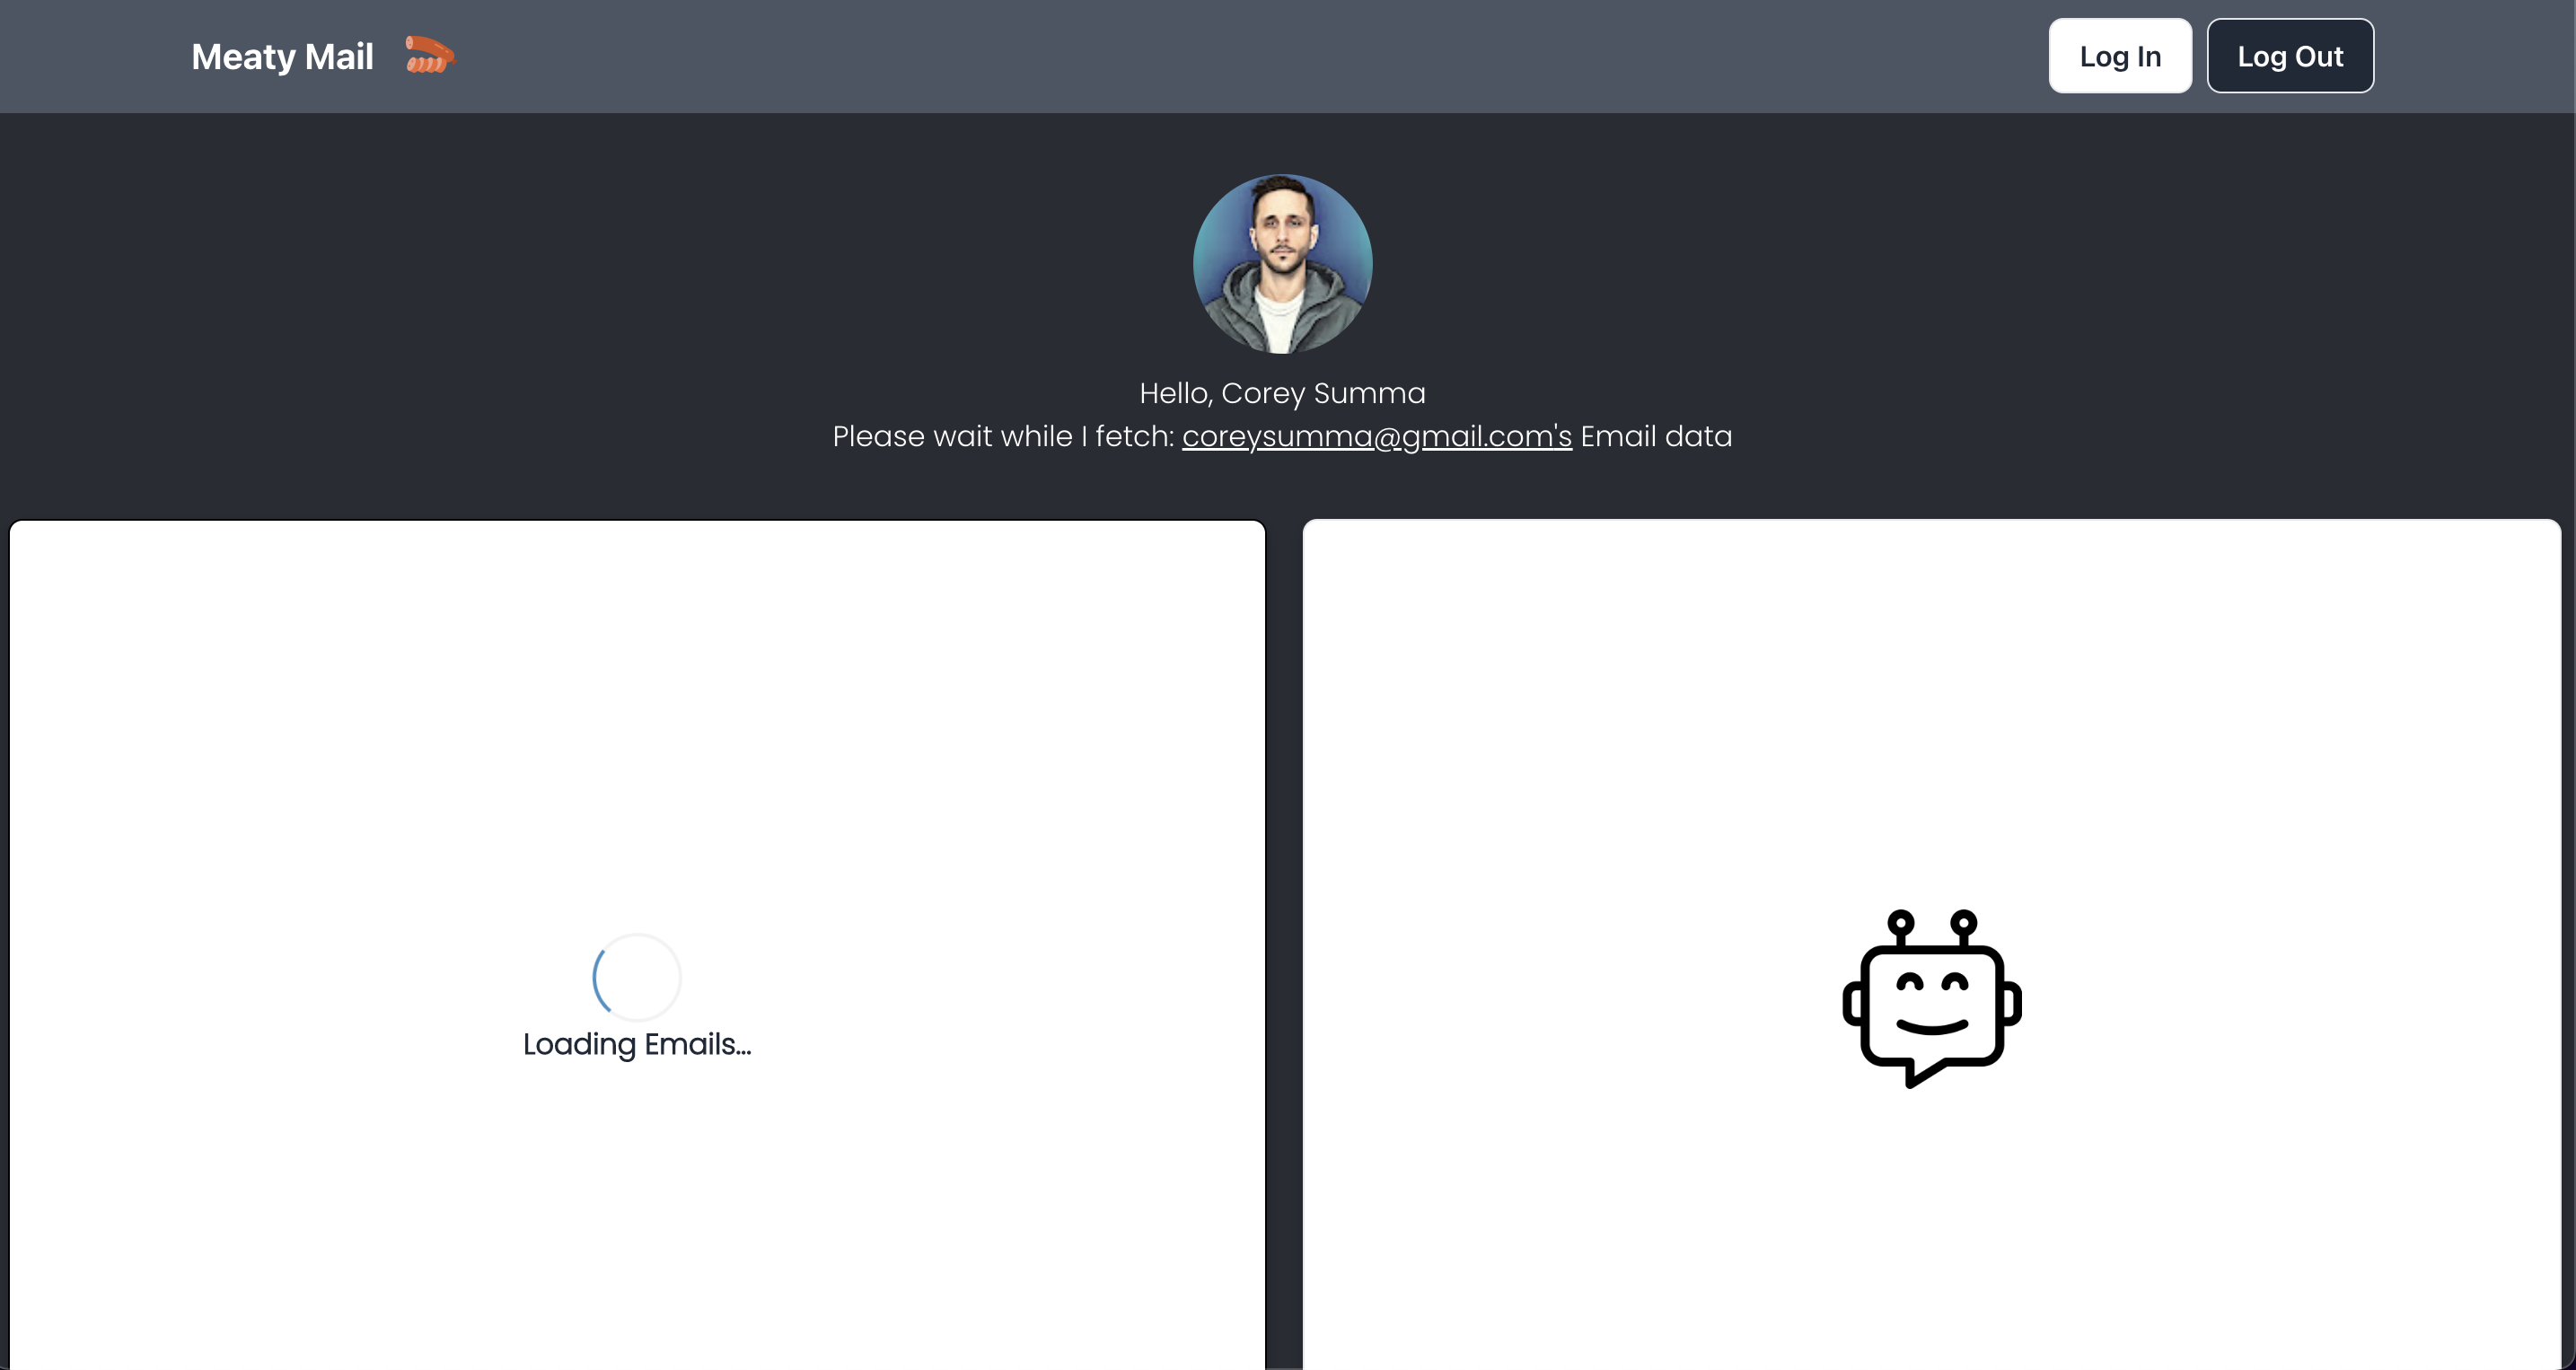 Meaty Mail
Log In
Log Out
Hello, Corey Summa
Please wait while I fetch: coreysumma@gmail.com's Email data
Loading Emails...